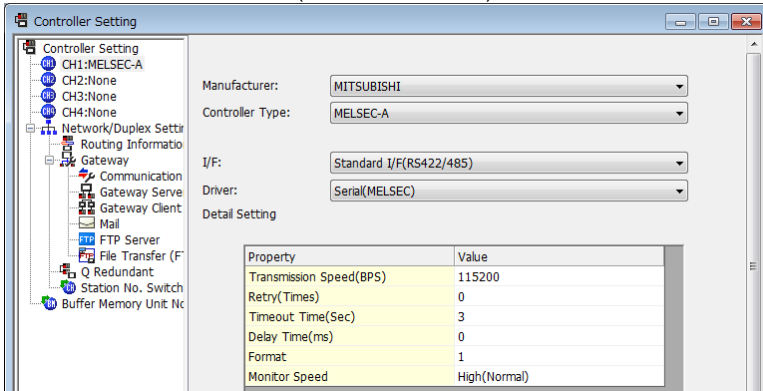 Controller Setting
Controller Setting
CH1:MELSEC-A
CH2:None
CH3:None
CH4:None
Network/Duplex Settir
Routing Informatio
Gateway
Communication
Gateway Serve
Gateway Client
Mail
FTP Server
File Transfer (F
Q Redundant
Station No. Switch
Buffer Memory Unit No
Manufacturer: MITSUBISHI
Controller Type: MELSEC-A
I/F: Standard I/F(RS422/485)
Driver: Serial(MELSEC)
Detail Setting
Property Value
Transmission Speed(BPS) 115200
Retry(Times) 0
Timeout Time(Sec) 3
Delay Time(ms) 0
Format 1
Monitor Speed High(Normal)